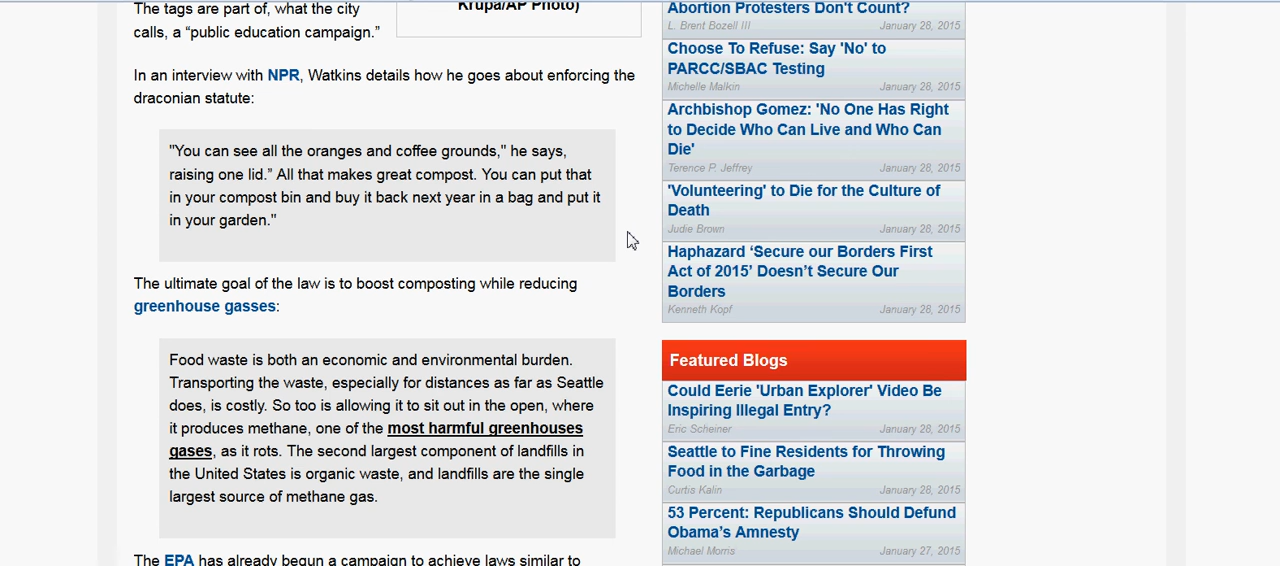 The tags are part of, what the city
calls, a “public education campaign.”
Krupa/AP Photo)
In an interview with NPR, Watkins details how he goes about enforcing the
draconian statute:
"You can see all the oranges and coffee grounds," he says,
raising one lid.” All that makes great compost. You can put that
in your compost bin and buy it back next year in a bag and put it
in your garden."
The ultimate goal of the law is to boost composting while reducing
greenhouse gasses:
Food waste is both an economic and environmental burden.
Transporting the waste, especially for distances as far as Seattle
does, is costly. So too is allowing it to sit out in the open, where
it produces methane, one of the most harmful greenhouses
gases, as it rots. The second largest component of landfills in
the United States is organic waste, and landfills are the single
largest source of methane gas.
The EPA has already begun a campaign to achieve laws similar to
Abortion Protesters Don't Count?
L. Brent Bozell III January 28, 2015
Choose To Refuse: Say 'No' to
PARCC/SBAC Testing
Michelle Malkin January 28, 2015
Archbishop Gomez: 'No One Has Right
to Decide Who Can Live and Who Can
Die'
Terence P. Jeffrey January 28, 2015
'Volunteering' to Die for the Culture of
Death
Judie Brown January 28, 2015
Haphazard ‘Secure our Borders First
Act of 2015’ Doesn’t Secure Our
Borders
Kenneth Kopf January 28, 2015
Featured Blogs
Could Eerie 'Urban Explorer' Video Be
Inspiring Illegal Entry?
Eric Scheiner January 28, 2015
Seattle to Fine Residents for Throwing
Food in the Garbage
Curtis Kalin January 28, 2015
53 Percent: Republicans Should Defund
Obama’s Amnesty
Michael Morris January 27, 2015